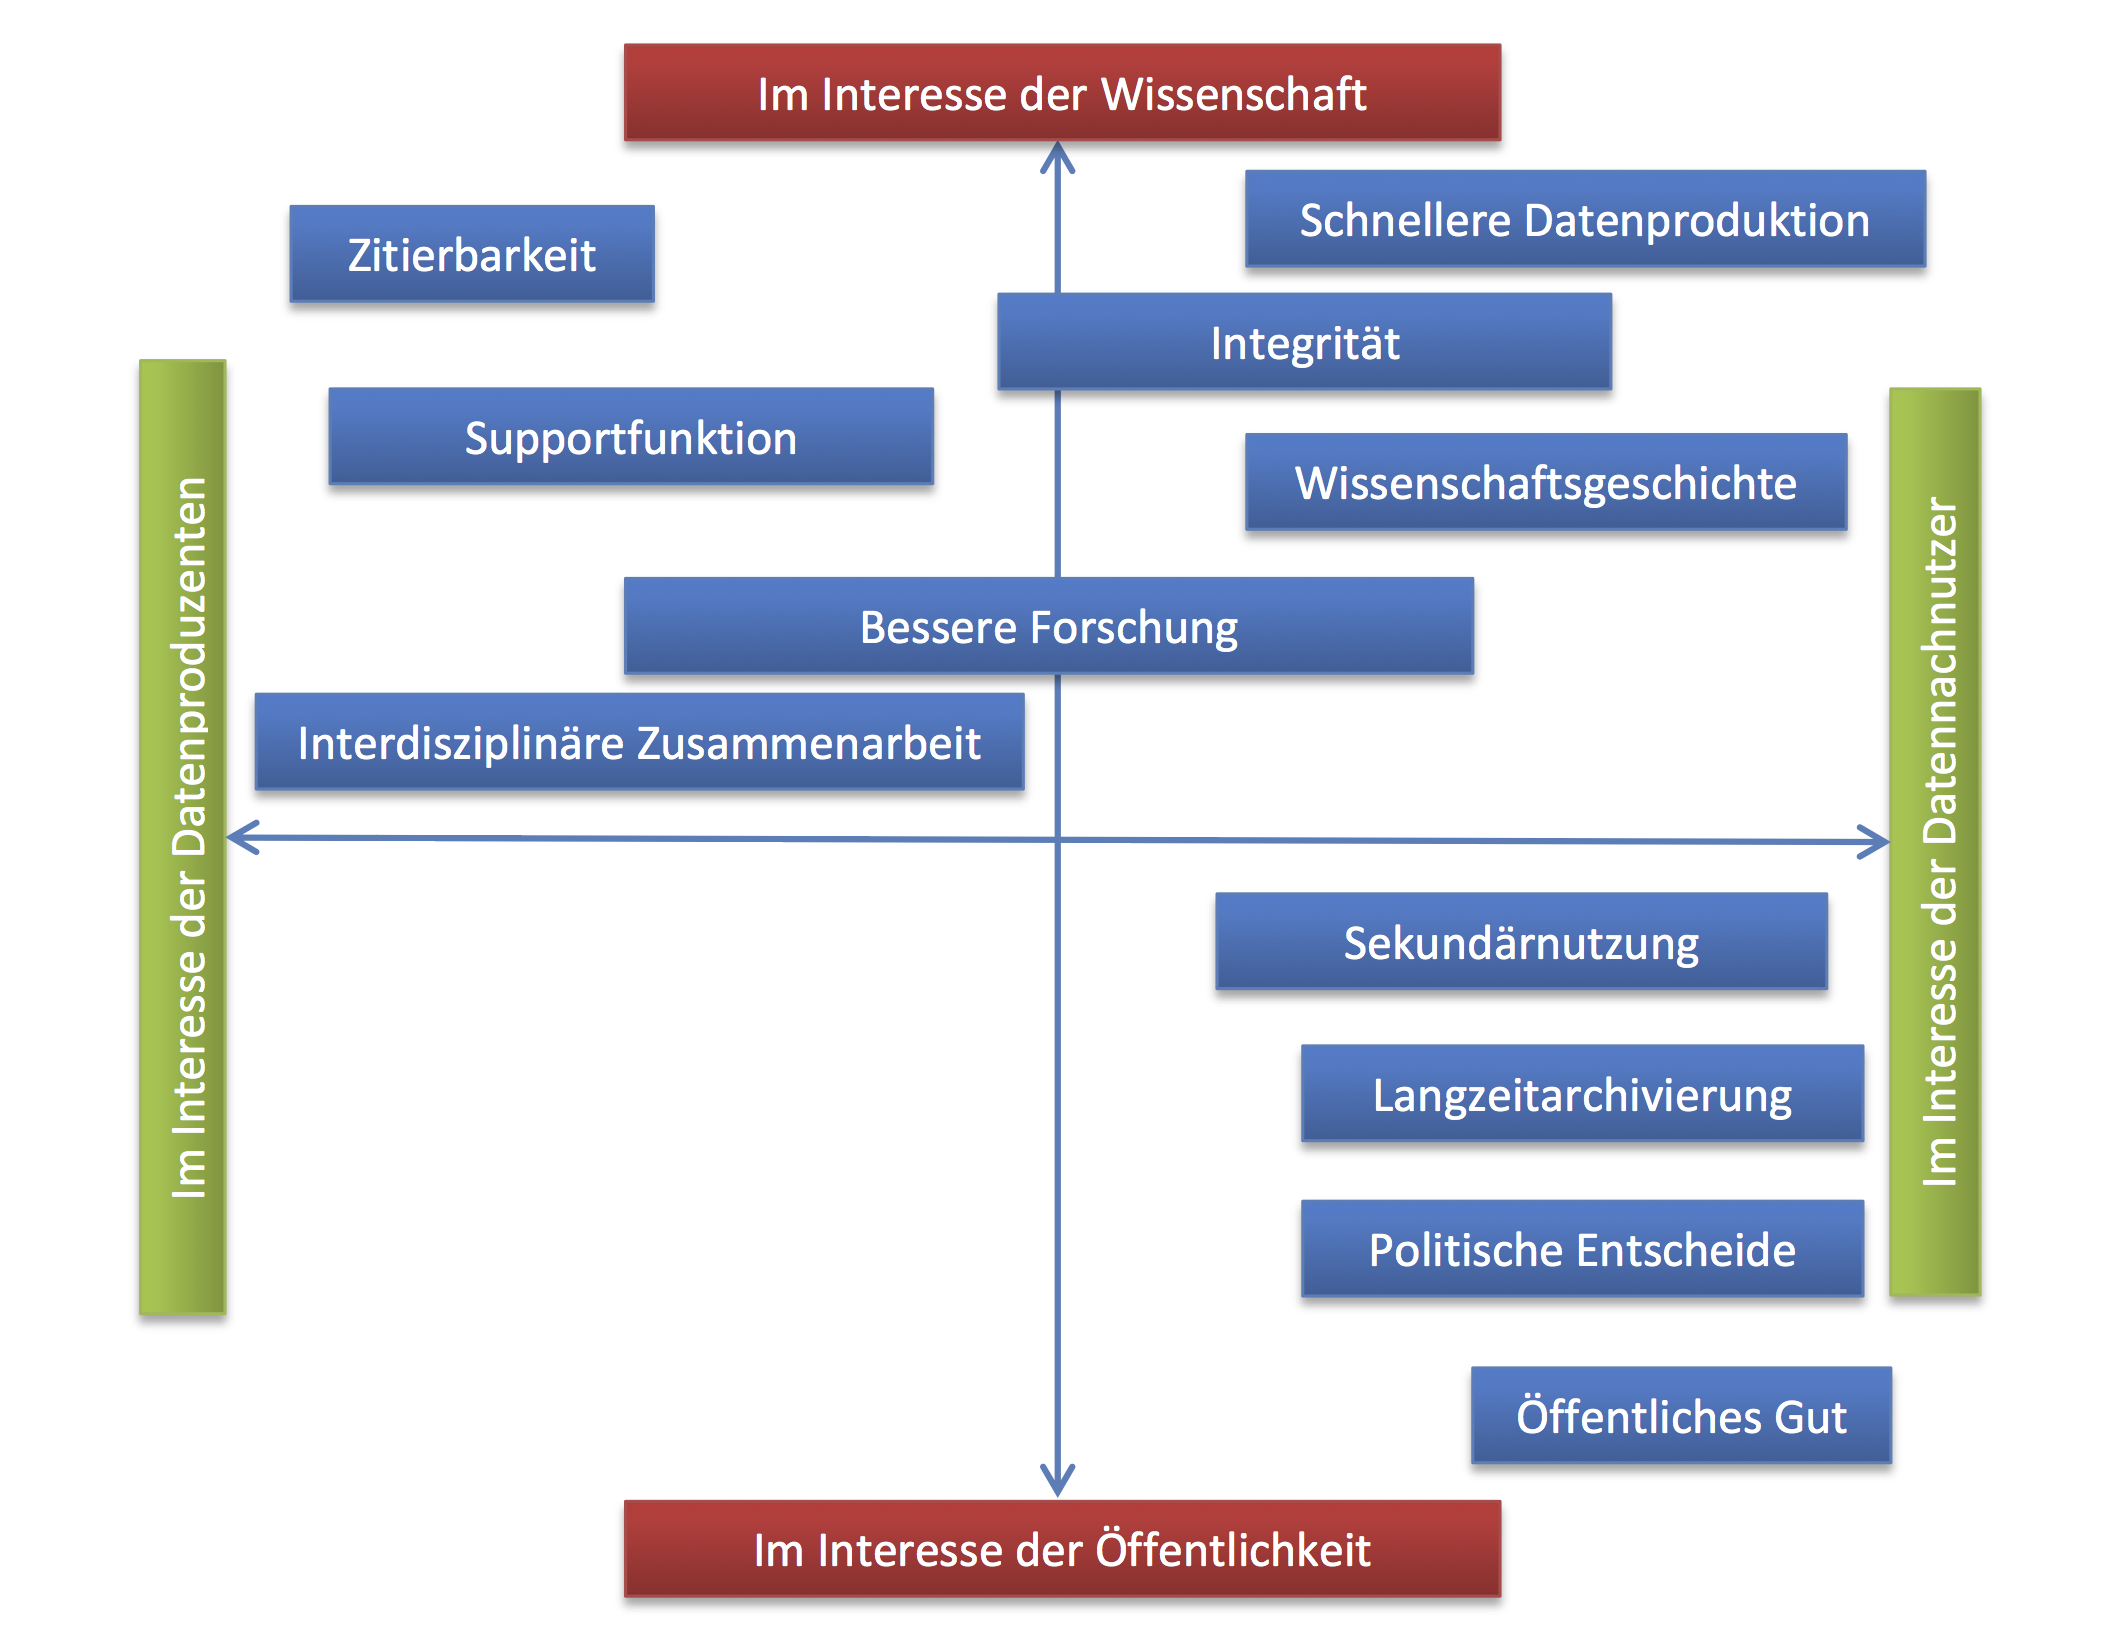 Im Interesse der Wissenschaft
Schnellere Datenproduktion
Zitierbarkeit
Integrität
Supportfunktion
Wissenschaftsgeschichte
Im Interesse der Datenproduzenten
Im Interesse der Datennachnutzer
Bessere Forschung
Interdisziplinäre Zusammenarbeit
Sekundärnutzung
Langzeitarchivierung
Politische Entscheide
Öffentliches Gut
Im Interesse der Öffentlichkeit